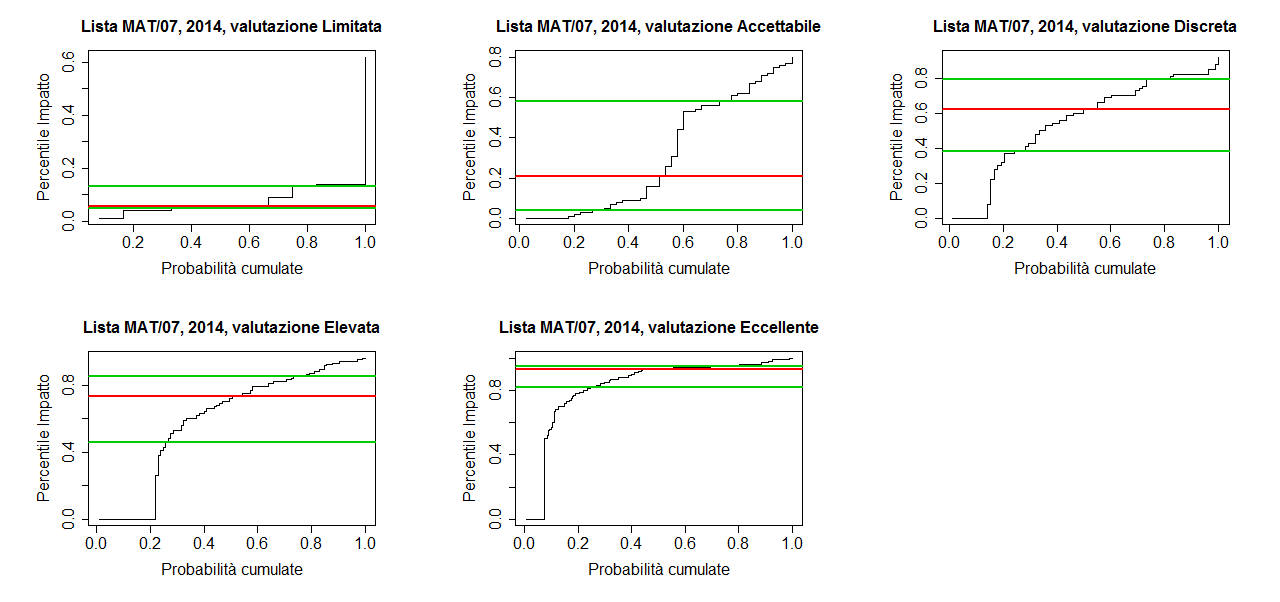 Lista MAT/07, 2014, valutazione Limitata
Percentile Impatto
0.0 0.2 0.4 0.6
0.2 0.4 0.6 0.8 1.0
Probabilità cumulate
Lista MAT/07, 2014, valutazione Accettabile
Percentile Impatto
0.0 0.2 0.4 0.6 0.8
0.0 0.2 0.4 0.6 0.8 1.0
Probabilità cumulate
Lista MAT/07, 2014, valutazione Discreta
Percentile Impatto
0.0 0.2 0.4 0.6 0.8
0.0 0.2 0.4 0.6 0.8 1.0
Probabilità cumulate
Lista MAT/07, 2014, valutazione Elevata
Percentile Impatto
0.0 0.4 0.8
0.0 0.2 0.4 0.6 0.8 1.0
Probabilità cumulate
Lista MAT/07, 2014, valutazione Eccellente
Percentile Impatto
0.0 0.4 0.8
0.0 0.2 0.4 0.6 0.8 1.0
Probabilità cumulate